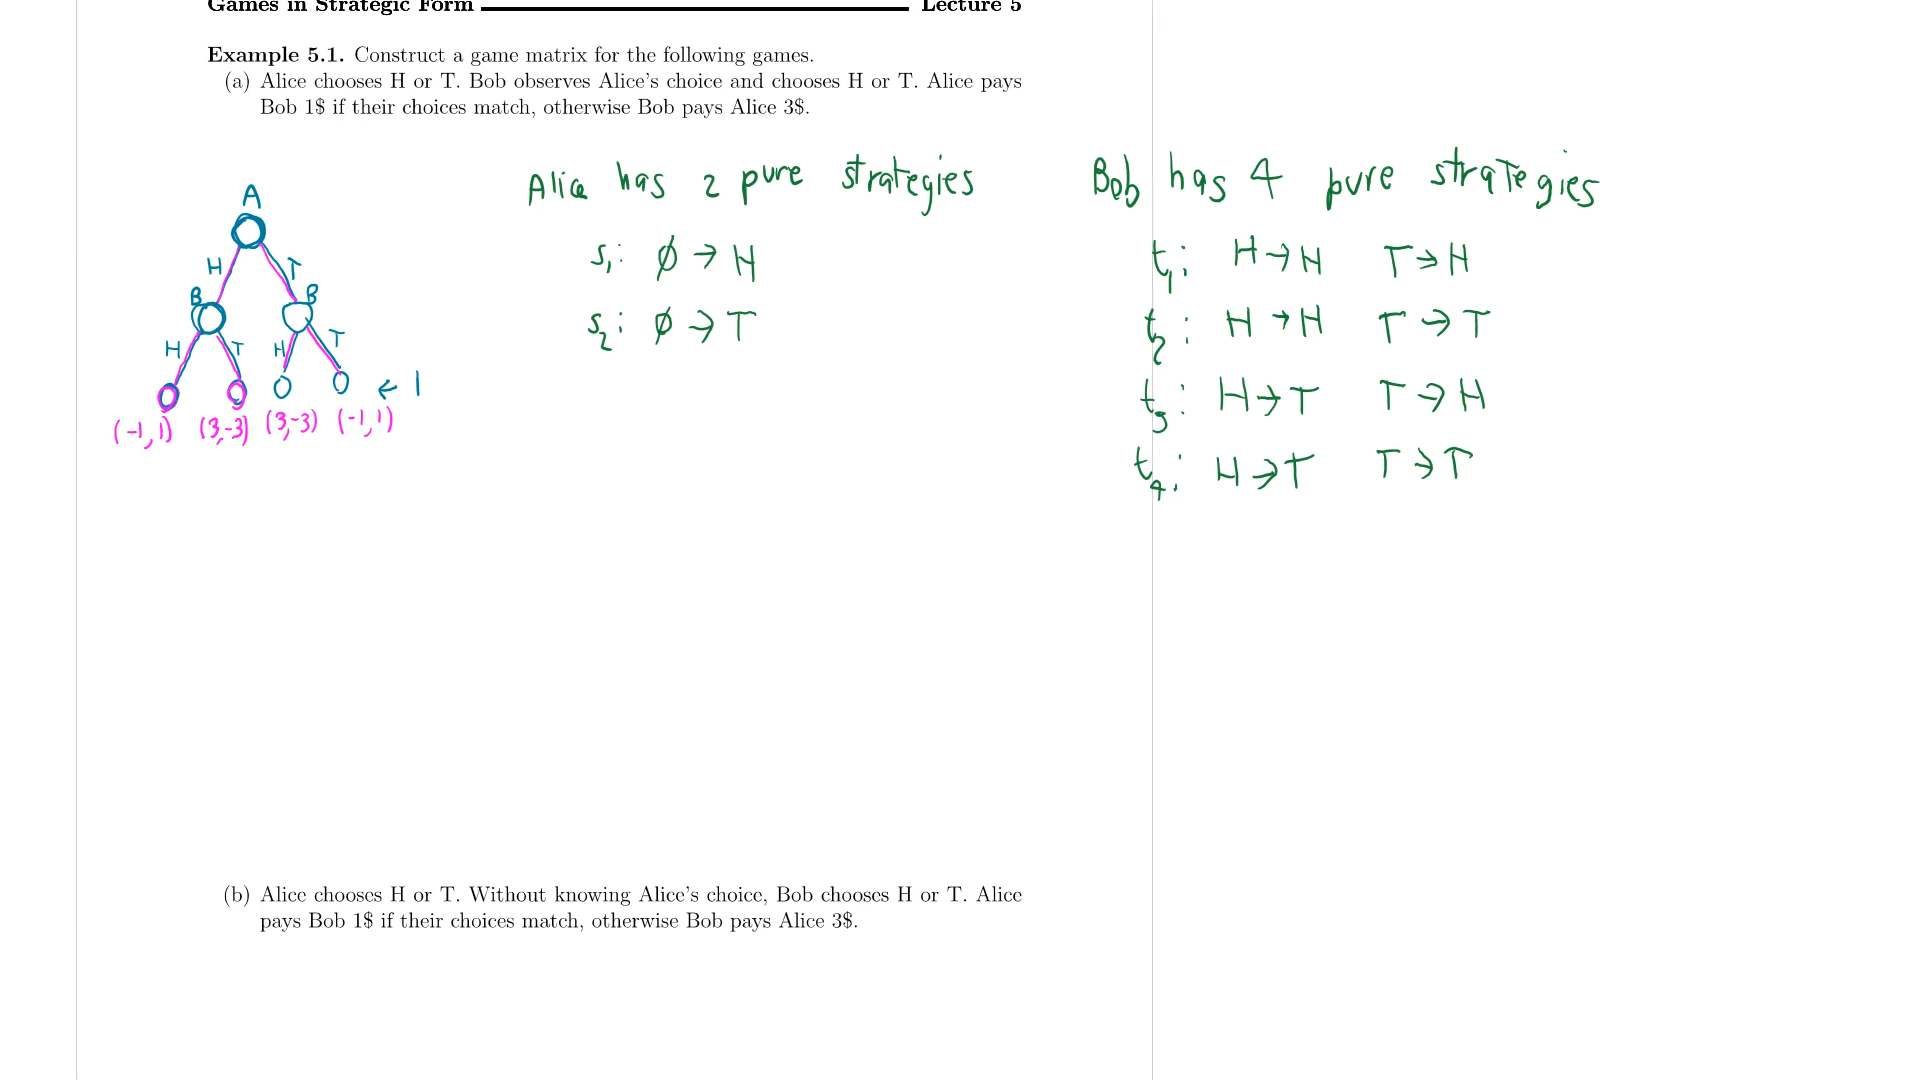 Games in Strategic Form Lecture 5
Example 5.1. Construct a game matrix for the following games.
(a) Alice chooses H or T. Bob observes Alice's choice and chooses H or T. Alice pays
Bob 1$ if their choices match, otherwise Bob pays Alice 3$.
Alice has 2 pure strategies
s₁: ∅ → H
s₂: ∅ → T
Bob has 4 pure strategies
t₁: H → H T → H
t₂: H → H T → T
t₃: H → T T → H
t₄: H → T T → T
A
H T
B B
H T H T
← 1
(-1, 1) (3,-3) (3,-3) (-1, 1)
(b) Alice chooses H or T. Without knowing Alice's choice, Bob chooses H or T. Alice
pays Bob 1$ if their choices match, otherwise Bob pays Alice 3$.